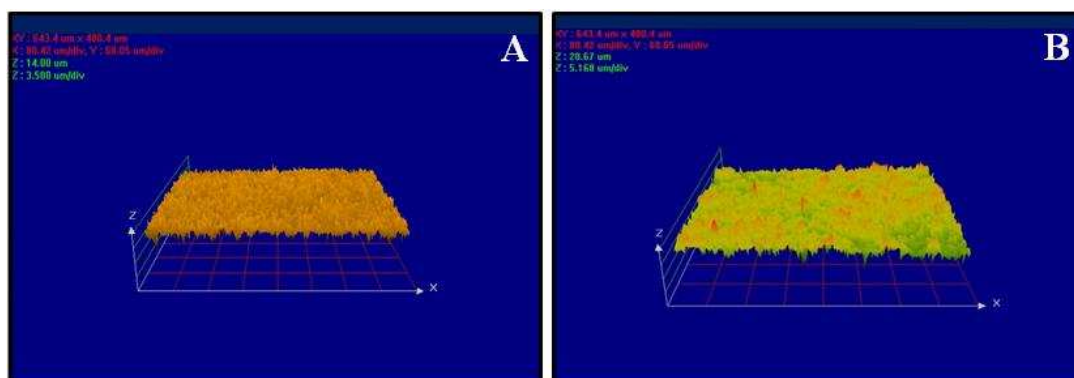 XY : 643.4 um x 480.4 um
X : 80.42 um/div, Y : 68.05 um/div
Z : 14.00 um
Z : 3.500 um/div
A
Z
X
XY : 643.4 um x 480.4 um
X : 80.42 um/div, Y : 68.05 um/div
Z : 20.67 um
Z : 5.168 um/div
B
Z
X